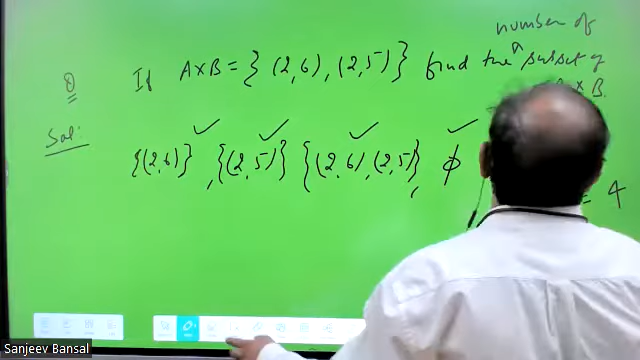 number of
Q If A×B = { (2,6), (2,5) } find the ^ subset of
× B.
Sol:
{(2,6)} , {(2,5)} {(2,6),(2,5)} , ϕ
= 4
Sanjeev Bansal